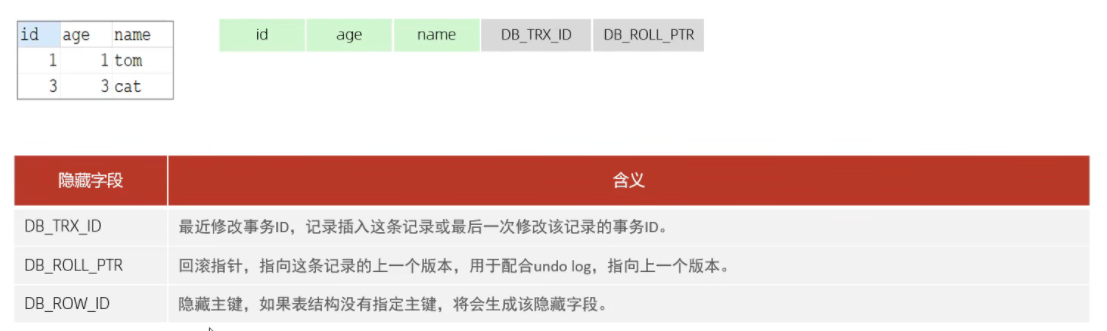 id age name
1 1 tom
3 3 cat
id age name DB_TRX_ID DB_ROLL_PTR
隐藏字段 含义
DB_TRX_ID 最近修改事务ID，记录插入这条记录或最后一次修改该记录的事务ID。
DB_ROLL_PTR 回滚指针，指向这条记录的上一个版本，用于配合undo log，指向上一个版本。
DB_ROW_ID 隐藏主键，如果表结构没有指定主键，将会生成该隐藏字段。